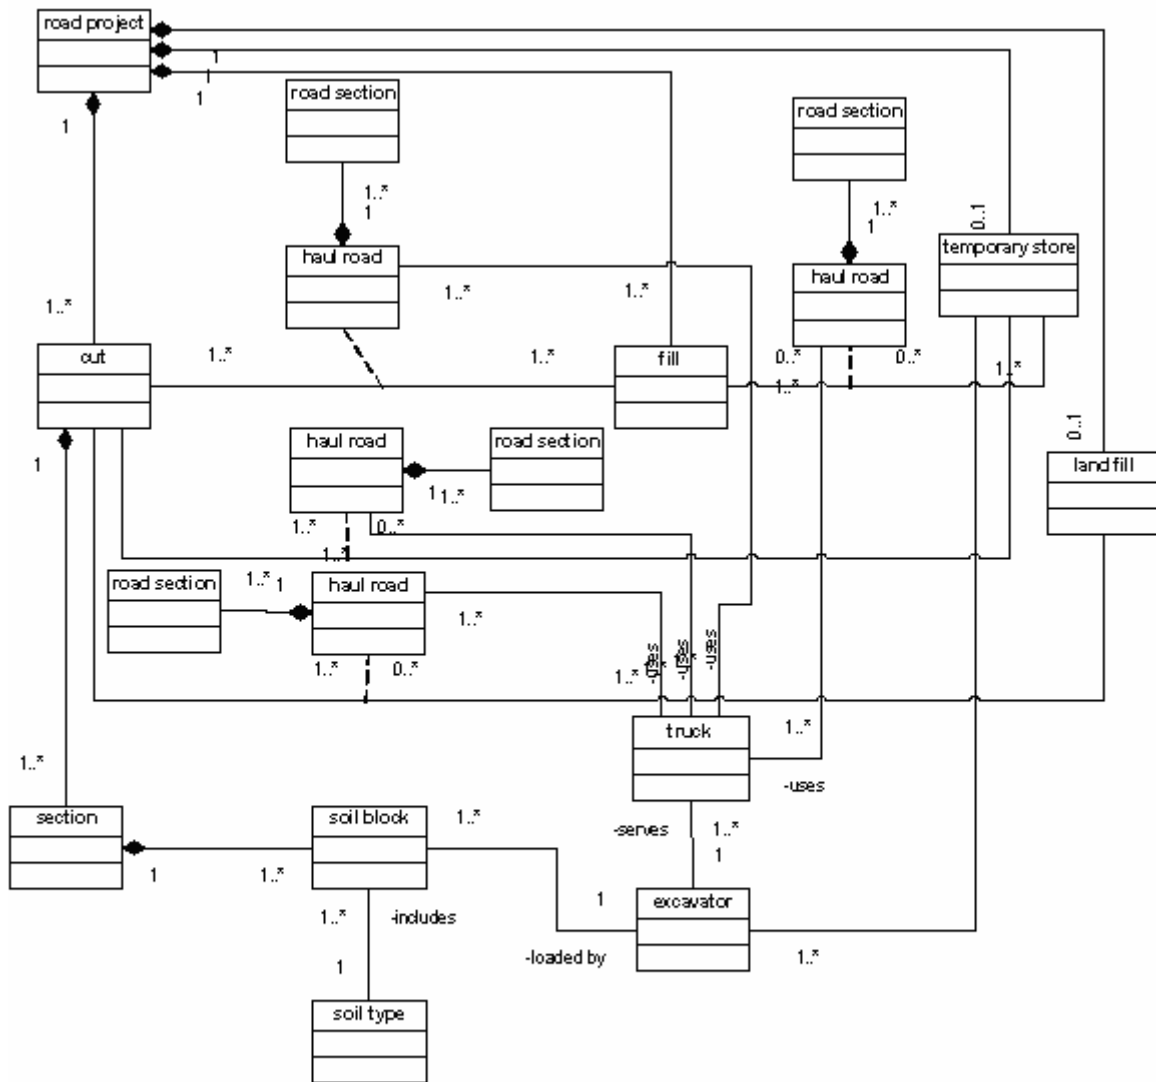 road project
1
1
1
1
road section
road section
1..*
1
1..*
1
0..1
haul road
temporary store
haul road
1..*
1..*
1..*
cut
1..*
1..*
fill
0..*
0..*
1..*
1..*
0..1
haul road
road section
land fill
1
1
1..*
1..*
0..*
1..*
road section
1..*
1
haul road
1..*
1..*
0..*
-uses
-uses
-uses
1..*
1..*
truck
1..*
-uses
1..*
section
soil block
1..*
-serves
1..*
1
1
1..*
1
excavator
1..*
-includes
-loaded by
1..*
1
soil type